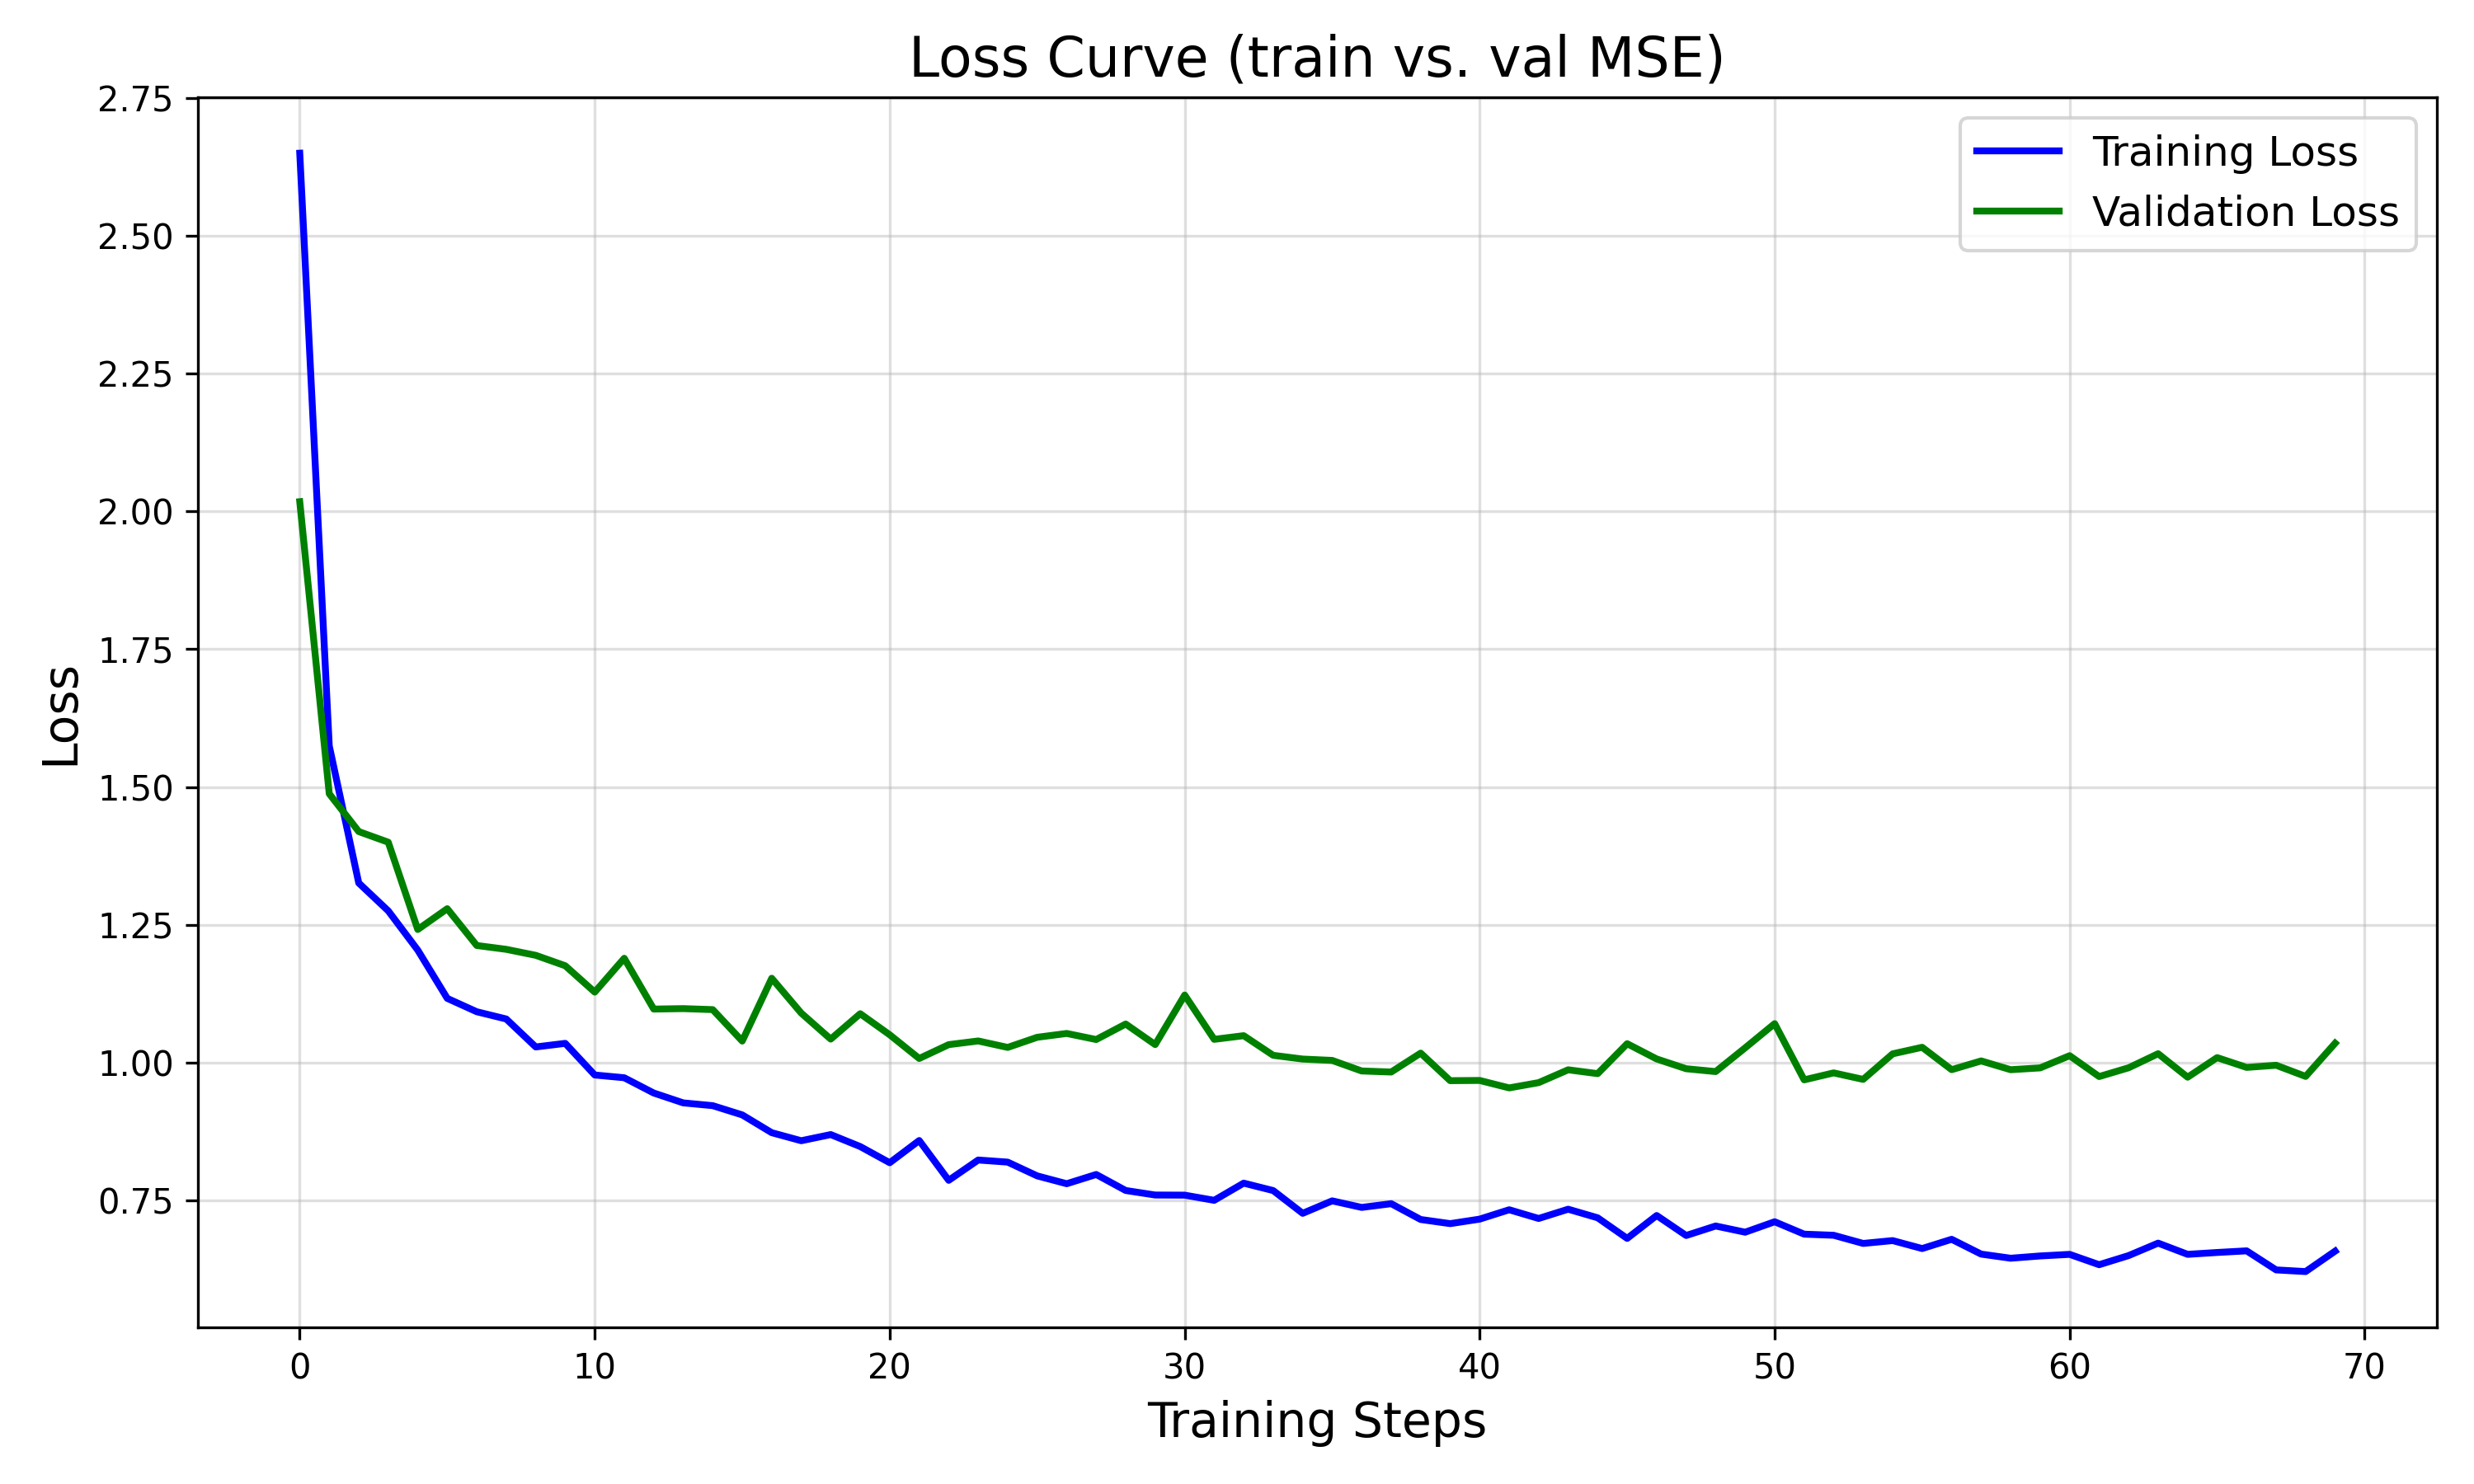 Loss Curve (train vs. val MSE)
2.75
2.50
2.25
2.00
1.75
1.50
1.25
1.00
0.75
Loss
Training Loss
Validation Loss
0 10 20 30 40 50 60 70
Training Steps